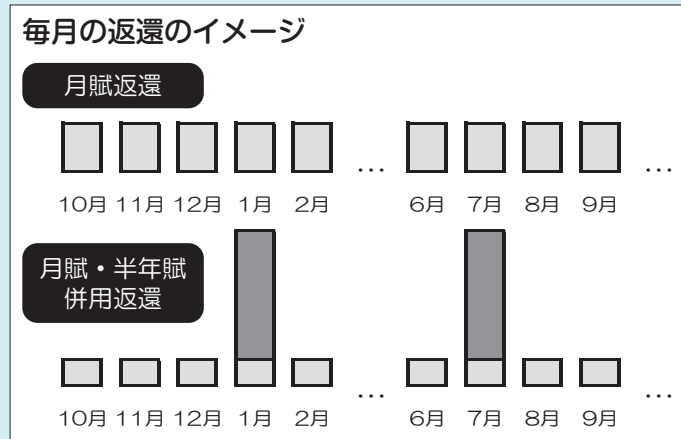 毎月の返還のイメージ
月賦返還
…
…
10月 11月 12月 1月 2月 6月 7月 8月 9月
月賦・半年賦
併用返還
…
…
10月 11月 12月 1月 2月 6月 7月 8月 9月